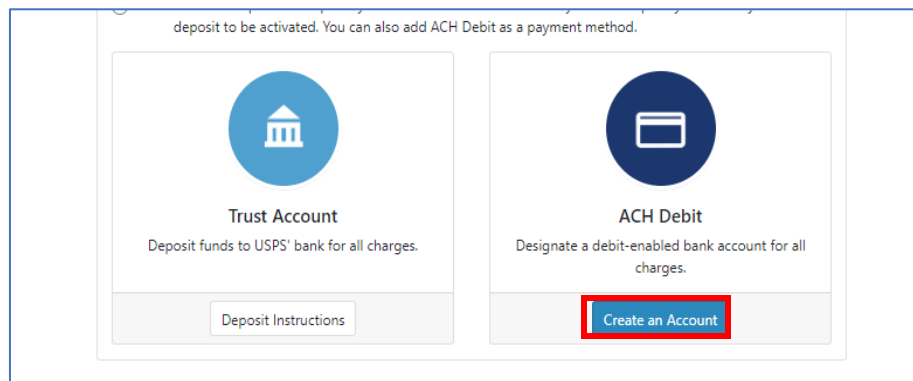 deposit to be activated. You can also add ACH Debit as a payment method.
Trust Account
Deposit funds to USPS' bank for all charges.
Deposit Instructions
ACH Debit
Designate a debit-enabled bank account for all
charges.
Create an Account